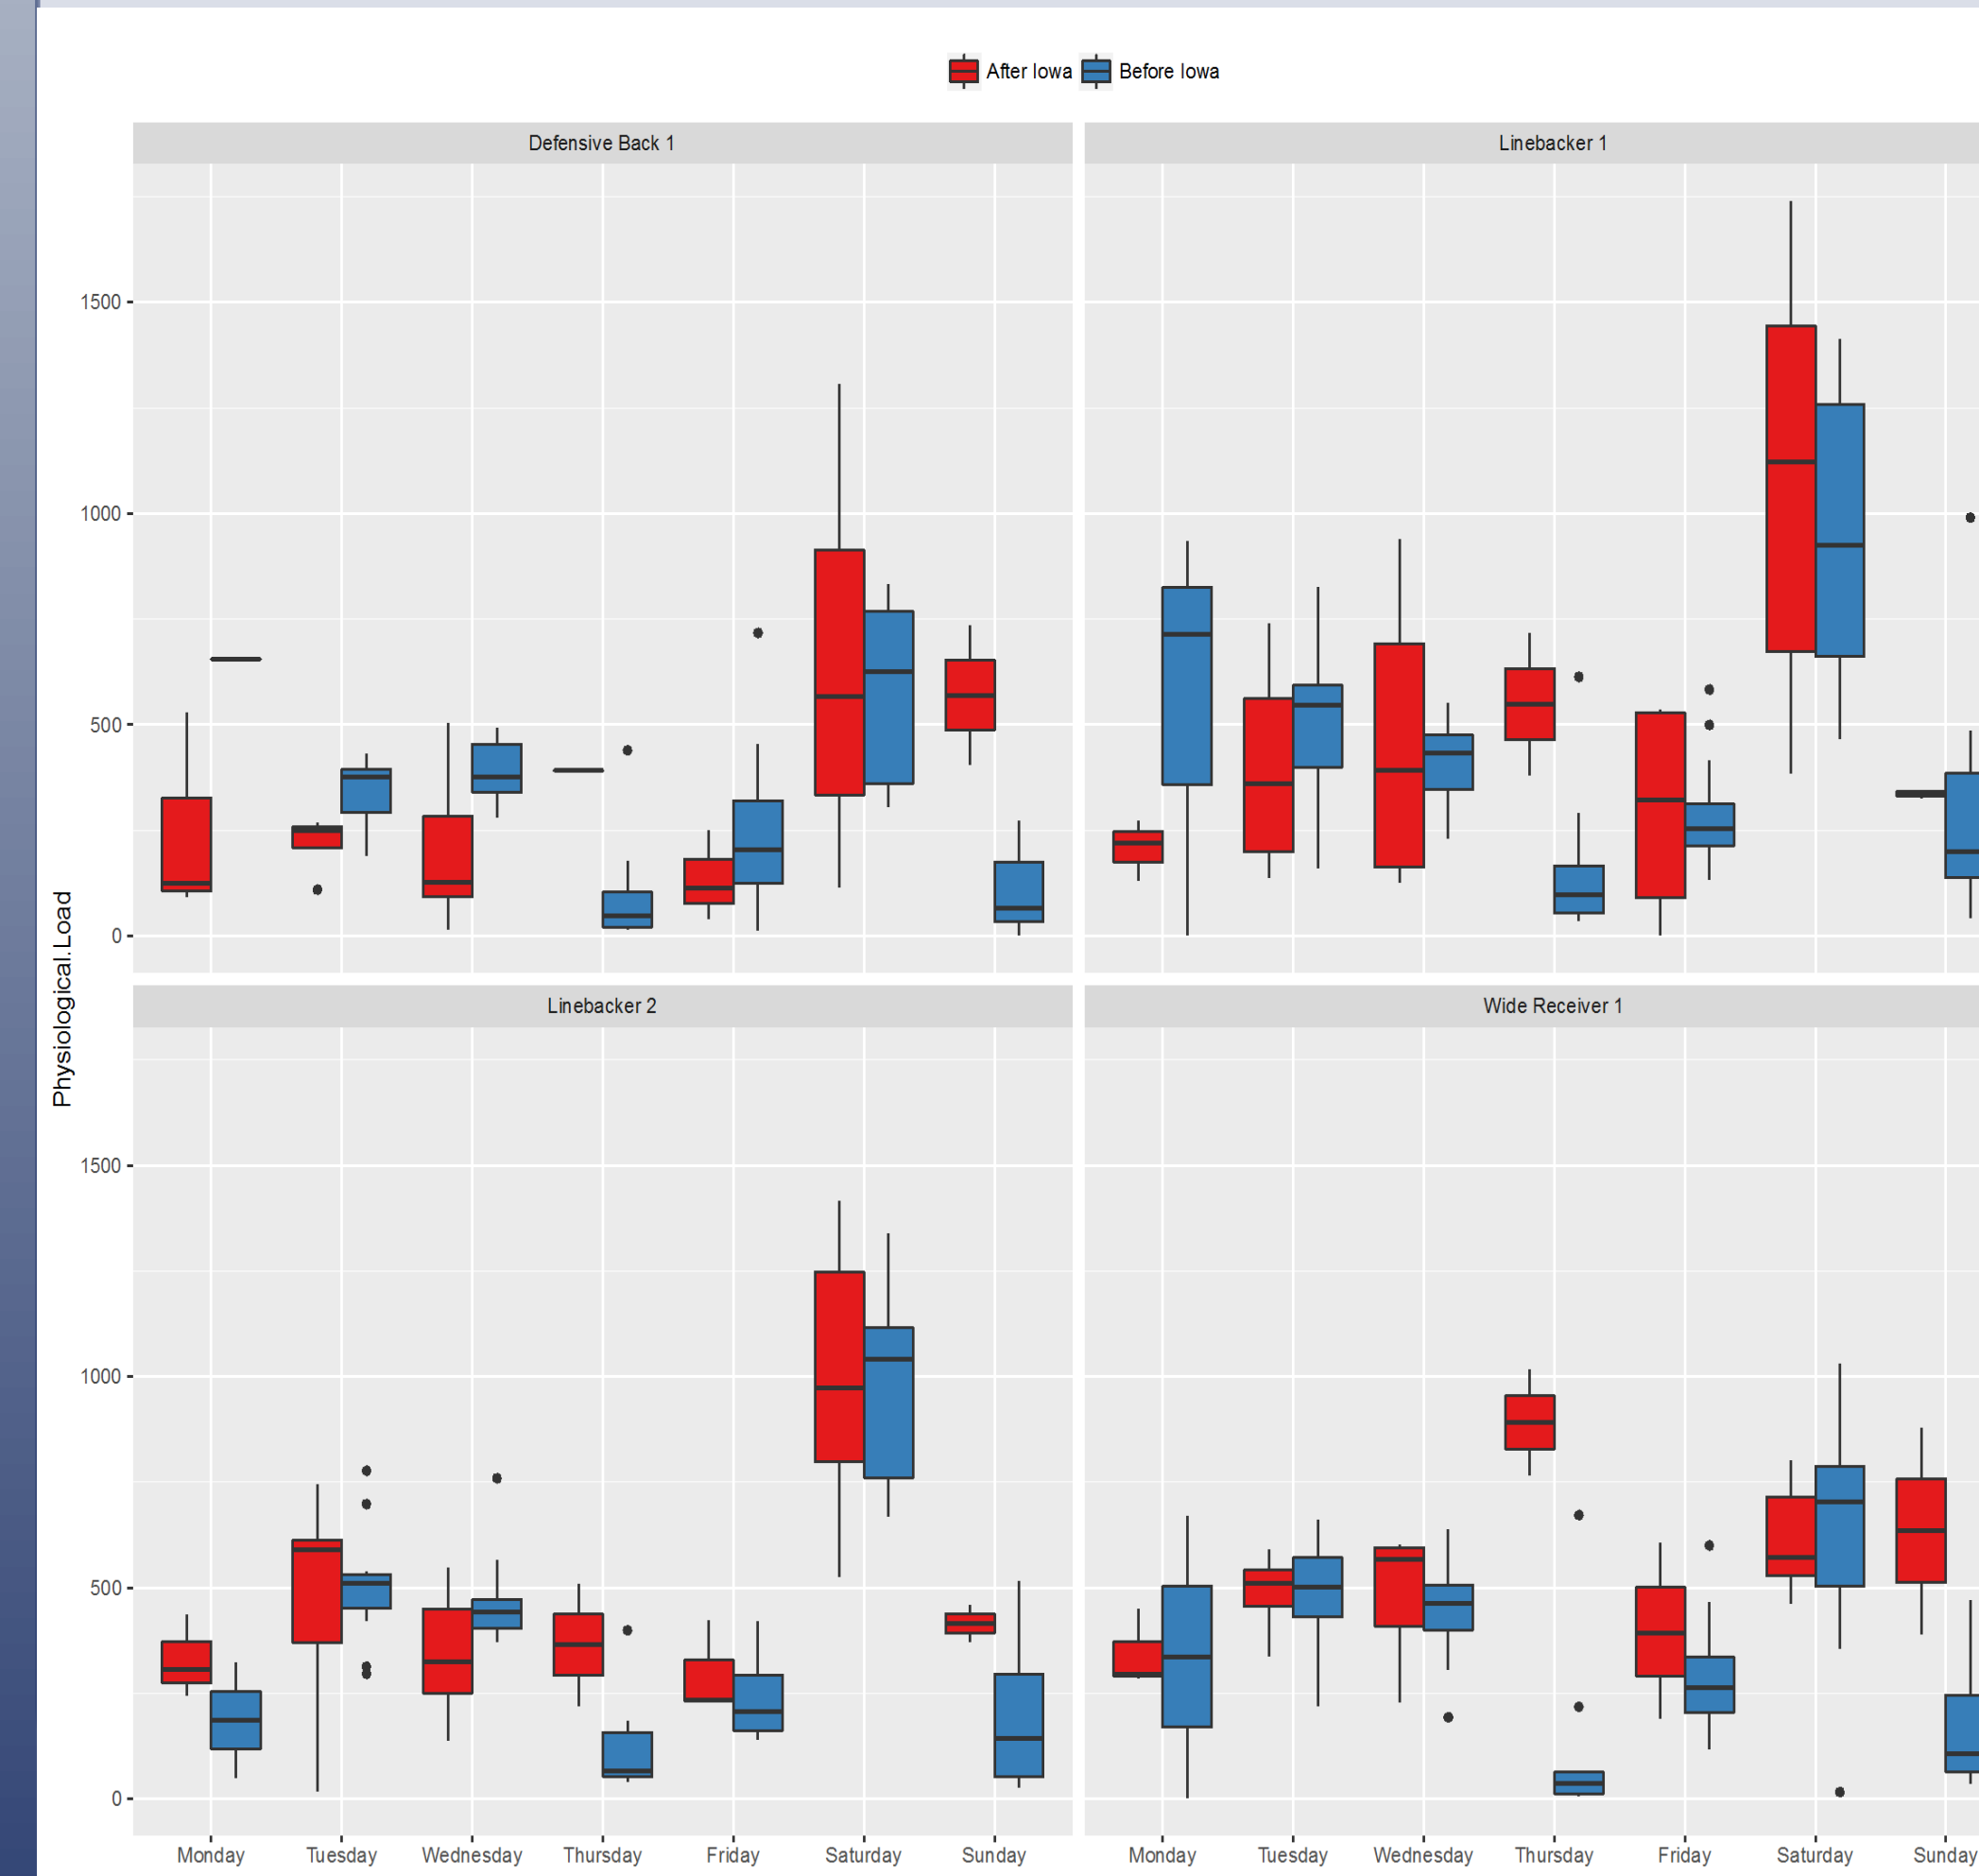 After Iowa Before Iowa
Defensive Back 1
Linebacker 1
1500
1000
500
0
Physiological.Load
Linebacker 2
Wide Receiver 1
1500
1000
500
0
Monday Tuesday Wednesday Thursday Friday Saturday Sunday
Monday Tuesday Wednesday Thursday Friday Saturday Sunday